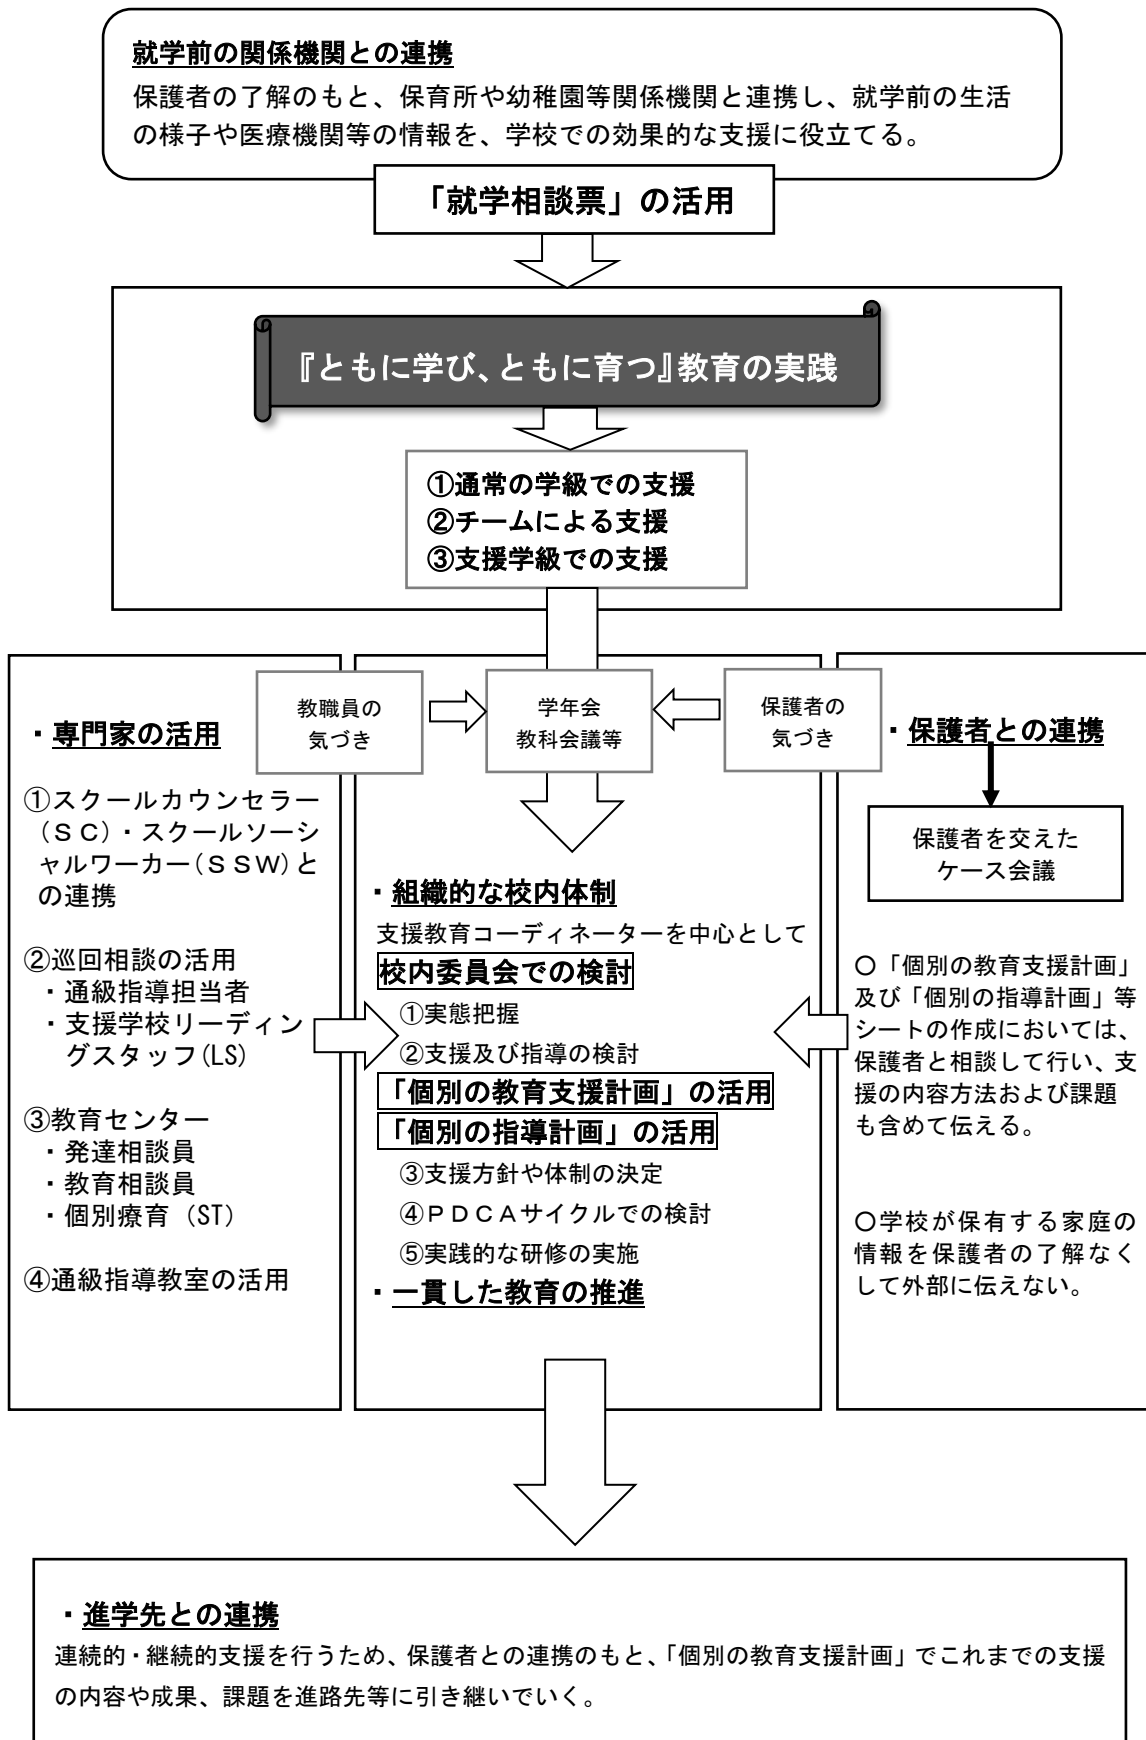 就学前の関係機関との連携
保護者の了解のもと、保育所や幼稚園等関係機関と連携し、就学前の生活
の様子や医療機関等の情報を、学校での効果的な支援に役立てる。
「就学相談票」の活用
『ともに学び、ともに育つ』教育の実践
①通常の学級での支援
②チームによる支援
③支援学級での支援
教職員の
気づき
学年会
教科会議等
保護者の
気づき
・専門家の活用
①スクールカウンセラー
(ＳＣ)・スクールソーシ
ャルワーカー(ＳＳＷ)と
の連携
②巡回相談の活用
・通級指導担当者
・支援学校リーディン
グスタッフ(LS)
③教育センター
・発達相談員
・教育相談員
・個別療育（ST）
④通級指導教室の活用
・組織的な校内体制
支援教育コーディネーターを中心として
校内委員会での検討
①実態把握
②支援及び指導の検討
「個別の教育支援計画」の活用
「個別の指導計画」の活用
③支援方針や体制の決定
④ＰＤＣＡサイクルでの検討
⑤実践的な研修の実施
・一貫した教育の推進
・保護者との連携
保護者を交えた
ケース会議
〇「個別の教育支援計画」
及び「個別の指導計画」等
シートの作成においては、
保護者と相談して行い、支
援の内容方法および課題
も含めて伝える。
〇学校が保有する家庭の
情報を保護者の了解なく
して外部に伝えない。
・進学先との連携
連続的・継続的支援を行うため、保護者との連携のもと、「個別の教育支援計画」でこれまでの支援
の内容や成果、課題を進路先等に引き継いでいく。